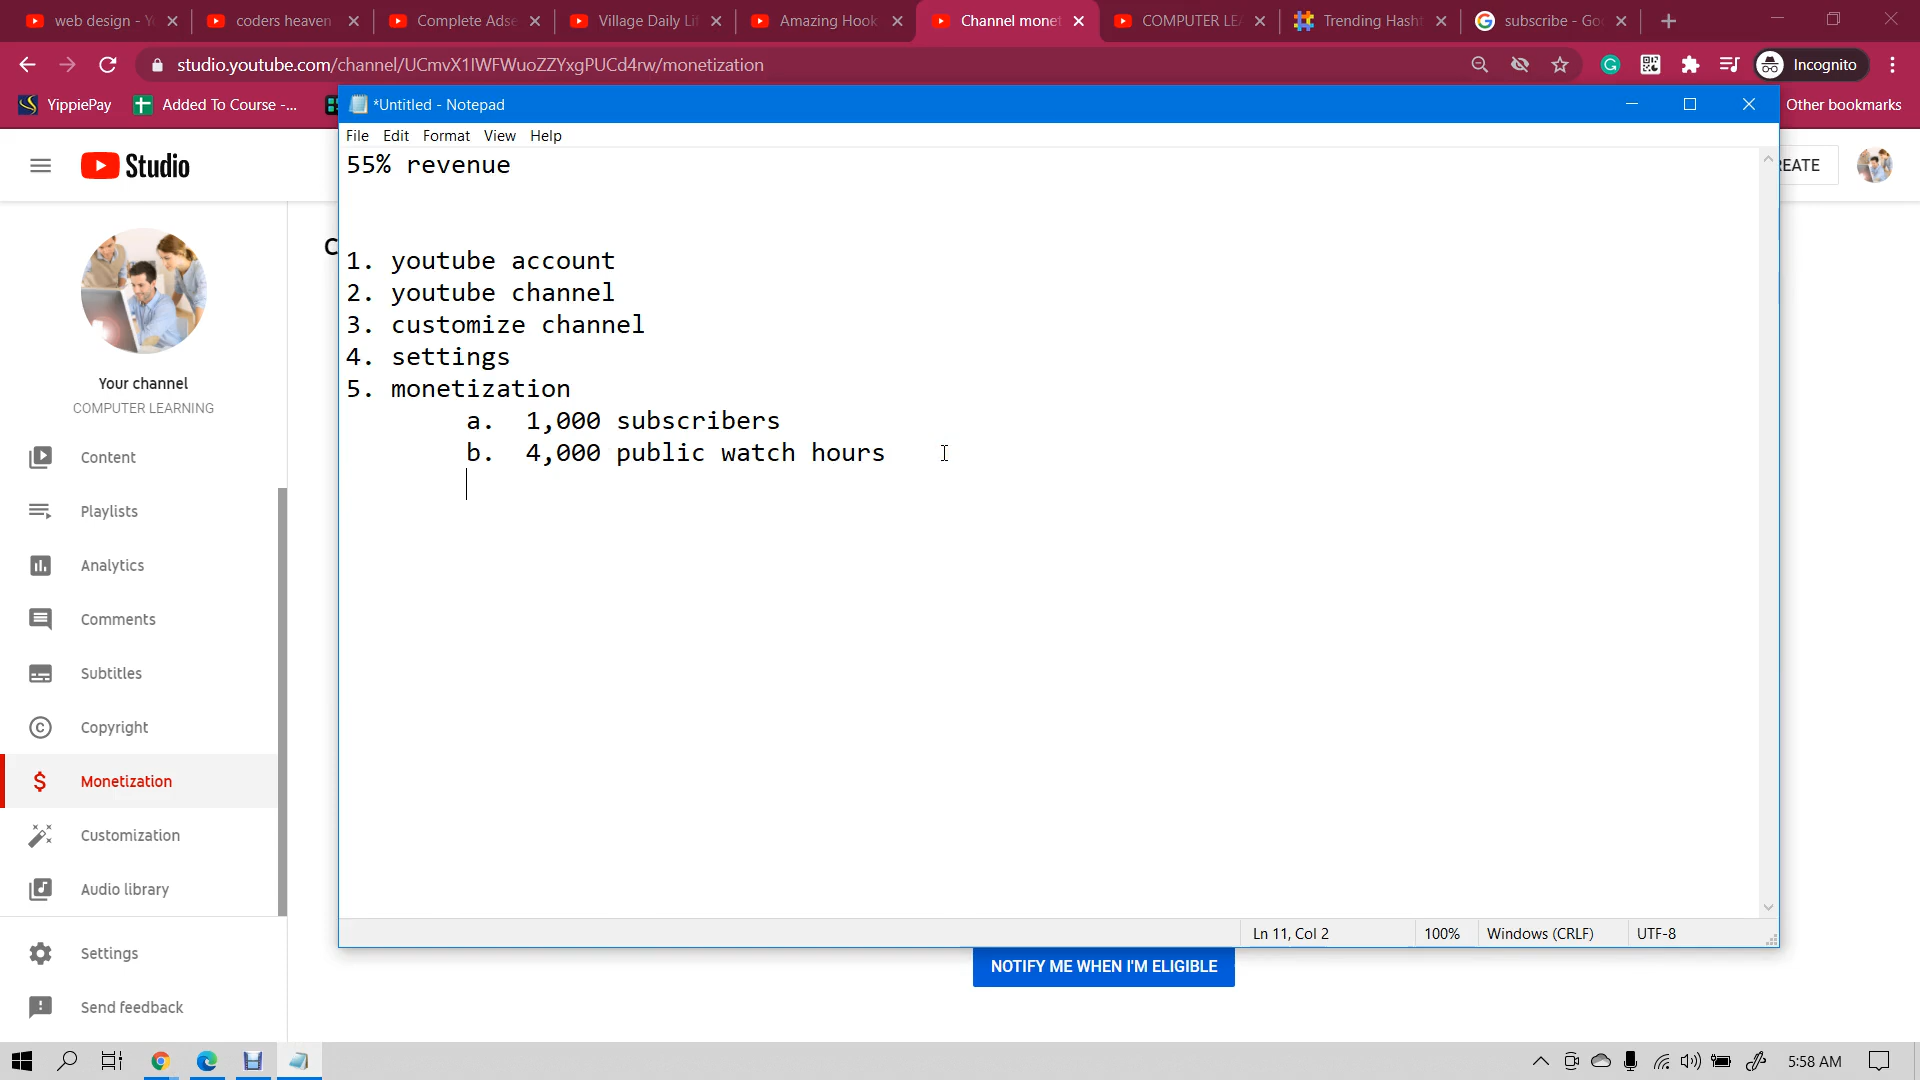 web design - Y
coders heaven
Complete Adse
Village Daily Li
Amazing Hook
Channel monet
COMPUTER LEA
Trending Hasht
subscribe - Goo
studio.youtube.com/channel/UCmvX1IWFWuoZZYxgPUCd4rw/monetization
Incognito
YippiePay
Added To Course -...
Other bookmarks
*Untitled - Notepad
File Edit Format View Help
Studio
REATE
55% revenue
C
1. youtube account
2. youtube channel
3. customize channel
4. settings
5. monetization
a. 1,000 subscribers
b. 4,000 public watch hours
Your channel
COMPUTER LEARNING
Content
Playlists
Analytics
Comments
Subtitles
Copyright
Monetization
Customization
Audio library
Settings
Send feedback
Ln 11, Col 2
100%
Windows (CRLF)
UTF-8
NOTIFY ME WHEN I'M ELIGIBLE
5:58 AM